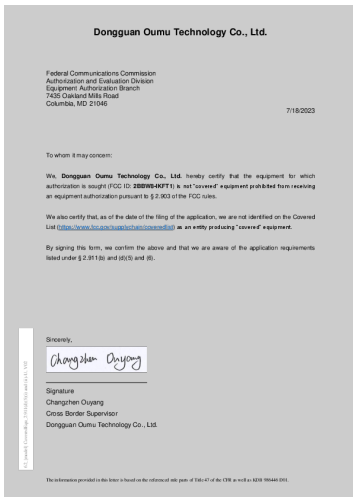 Dongguan Oumu Technology Co., Ltd.
Federal Communications Commission
Authorization and Evaluation Division
Equipment Authorization Branch
7435 Oakland Mills Road
Columbia, MD 21046
7/18/2023
To whom it may concern:
We, Dongguan Oumu Technology Co., Ltd. hereby certify that the equipment for which
authorization is sought (FCC ID: 2BBW8-IKFT1) is not "covered" equipment prohibited from receiving
an equipment authorization pursuant to § 2.903 of the FCC rules.
We also certify that, as of the date of the filing of the application, we are not identified on the Covered
List (https://www.fcc.gov/supplychain/coveredlist) as an entity producing "covered" equipment.
By signing this form, we confirm the above and that we are aware of the application requirements
listed under § 2.911(b) and (d)(5) and (6).
Sincerely,
Changzhen Ouyang
Signature
Changzhen Ouyang
Cross Border Supervisor
Dongguan Oumu Technology Co., Ltd.
The information provided in this letter is based on the referenced rule parts of Title 47 of the CFR as well as KDB 986446 D01.